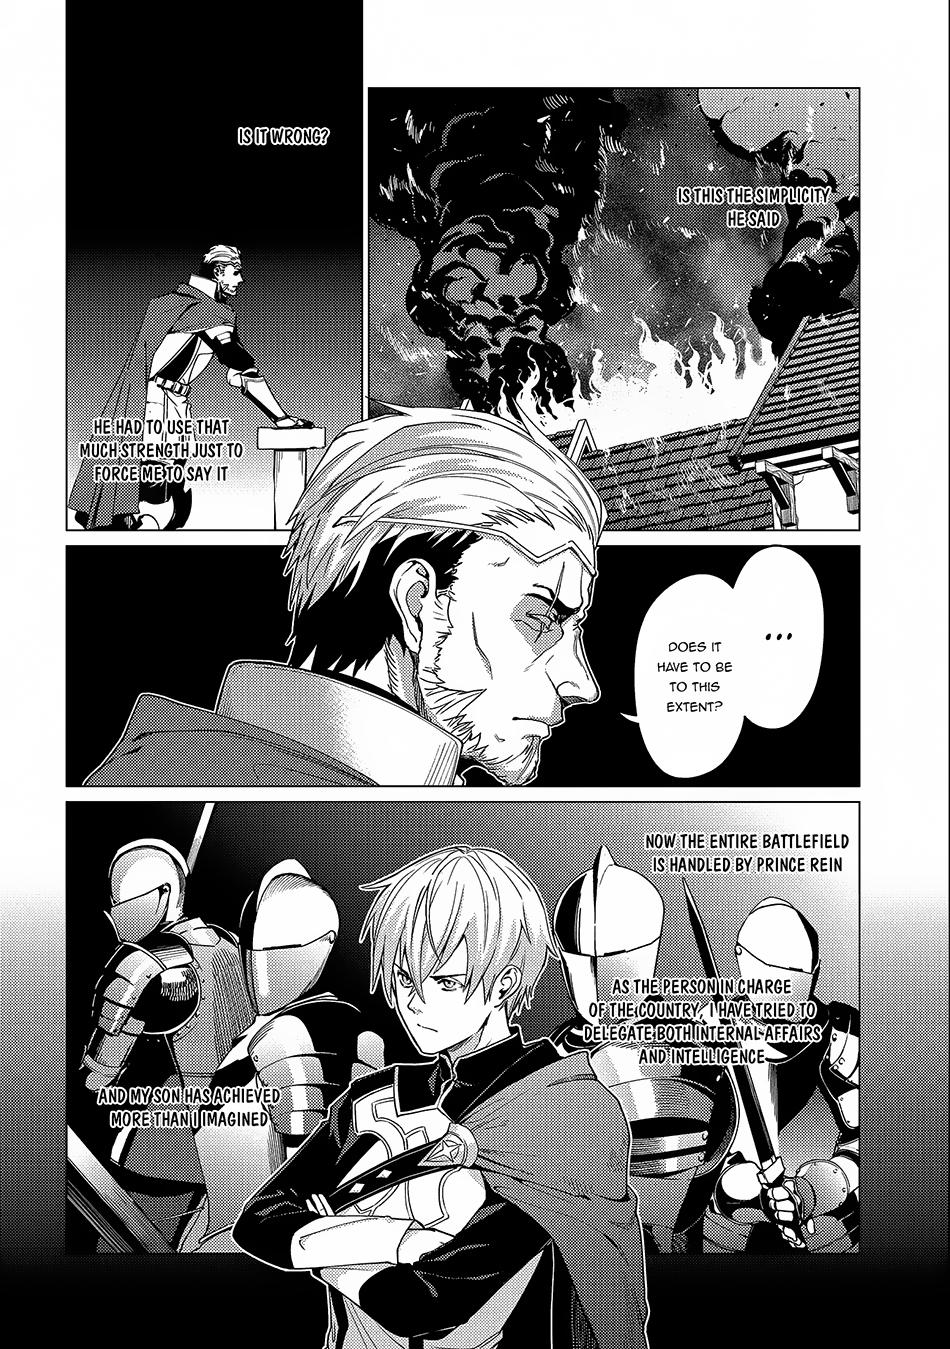 IS THIS THE SIMPLICITY
HE SAID
IS IT WRONG?
HE HAD TO USE THAT
MUCH STRENGTH JUST TO
FORCE ME TO SAY IT
...
DOES IT
HAVE TO BE
TO THIS
EXTENT?
NOW THE ENTIRE BATTLEFIELD
IS HANDLED BY PRINCE REIN
AS THE PERSON IN CHARGE
OF THE COUNTRY, I HAVE TRIED TO
DELEGATE BOTH INTERNAL AFFAIRS
AND INTELLIGENCE
AND MY SON HAS ACHIEVED
MORE THAN I IMAGINED